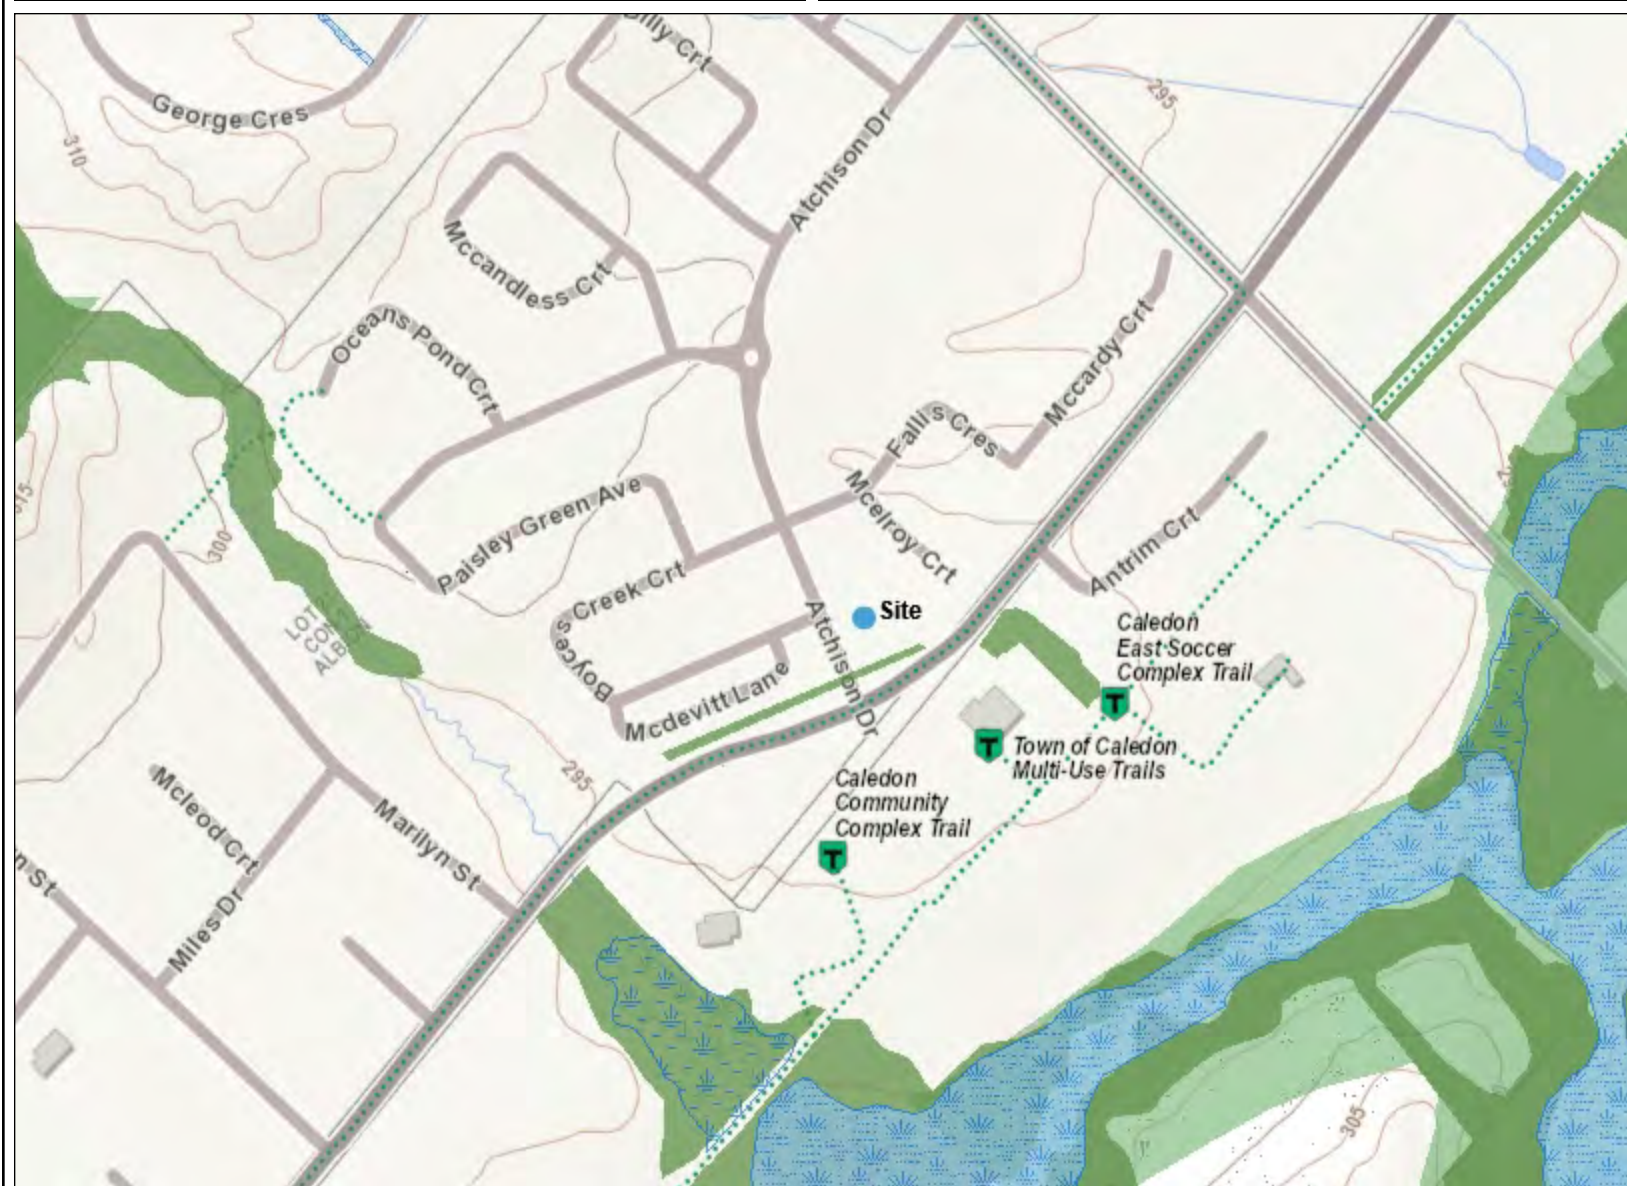 Billy Crt
George Cres
295
310
Atchison Dr
Mccandless Crt
Oceans Pond Crt
Mccardy Crt
Fallis Cres
Mcelroy Crt
Paisley Green Ave
300
Antrim Crt
Boyces Creek Crt
Atchison Dr
Site
LOT
CON
ALB
Caledon
East Soccer
Complex Trail
T
Mcdevitt Lane
T
Town of Caledon
Multi-Use Trails
295
Caledon
Community
Complex Trail
T
Mcleod Crt
Marilyn St
n St
Miles Dr
305